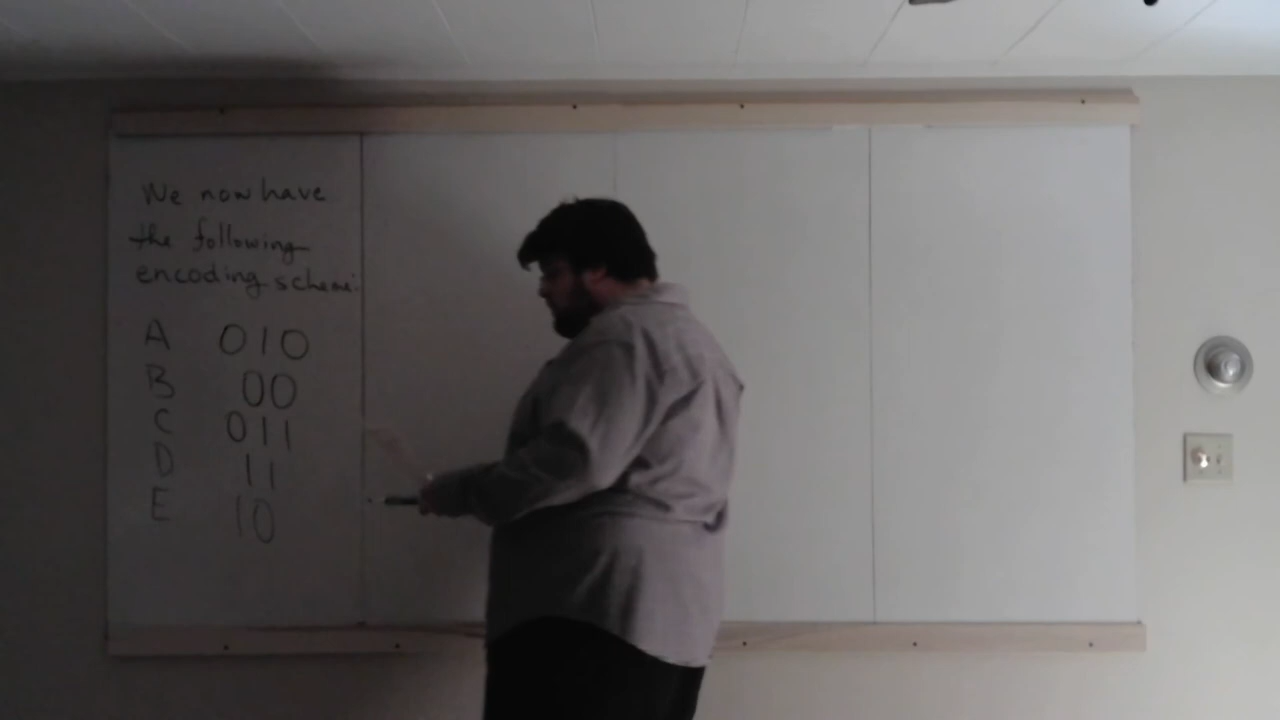 We now have
the following
encoding scheme:
A 010
B 00
C 011
D 11
E 10